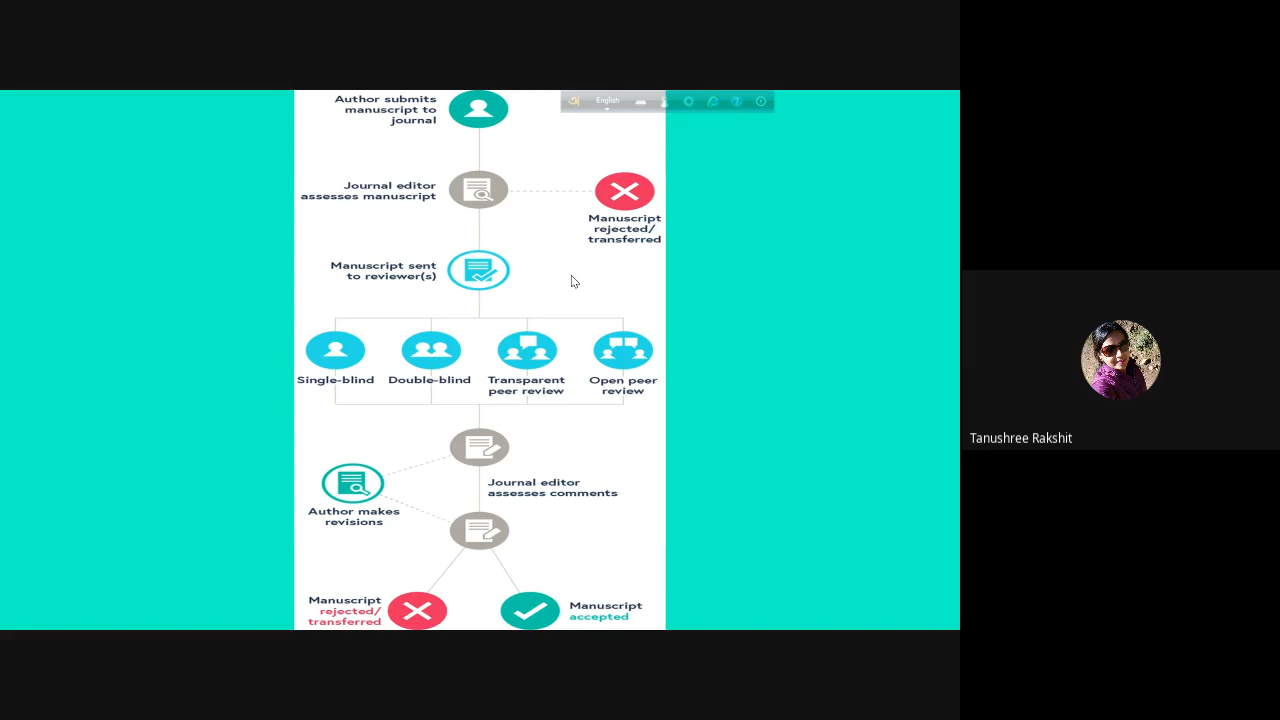 Author submits
manuscript to
journal
অ
English
Journal editor
assesses manuscript
Manuscript
rejected/
transferred
Manuscript sent
to reviewer(s)
Single-blind
Double-blind
Transparent
peer review
Open peer
review
Journal editor
assesses comments
Author makes
revisions
Manuscript
rejected/
transferred
Manuscript
accepted
Tanushree Rakshit